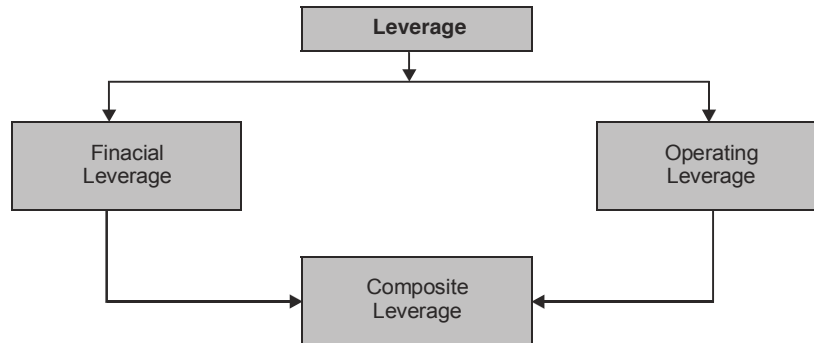 Leverage
Finacial
Leverage
Operating
Leverage
Composite
Leverage